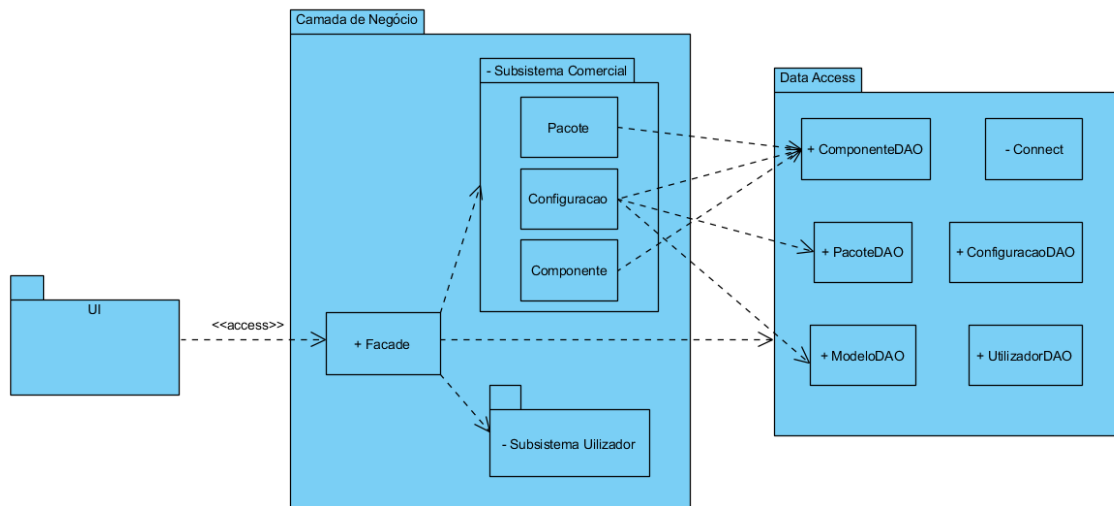 Camada de Negócio
- Subsistema Comercial
Pacote
Configuracao
Componente
Data Access
+ ComponenteDAO
- Connect
+ PacoteDAO
+ ConfiguracaoDAO
+ ModeloDAO
+ UtilizadorDAO
UI
<<access>>
+ Facade
- Subsistema Uilizador